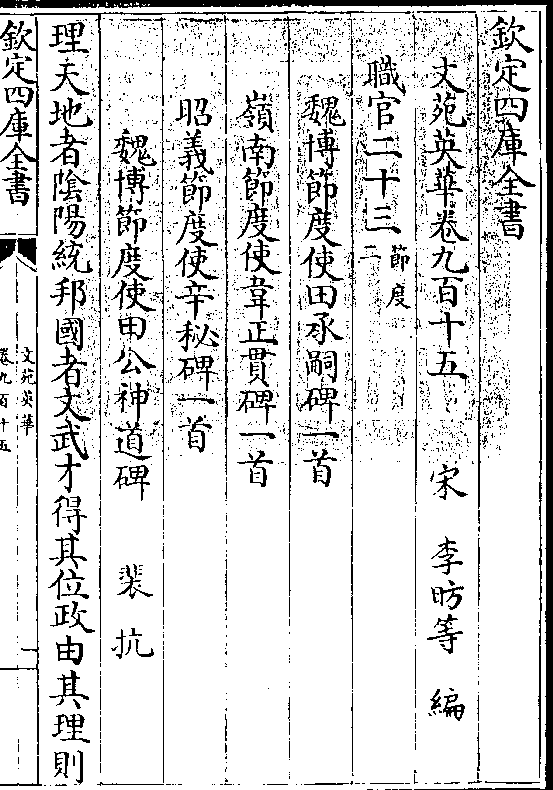 欽定四庫全書
文苑英華卷九百十五　宋　李昉等　編
職官二十三節度二
魏博節度使田承嗣碑一首
嶺南節度使韋正貫碑一首
昭義節度使辛秘碑一首
魏博節度使田公神道碑　裴抗
理天地者陰陽統邦國者文武才得其位政由其理則
欽定四庫全書
文苑英華
卷九百十五
一